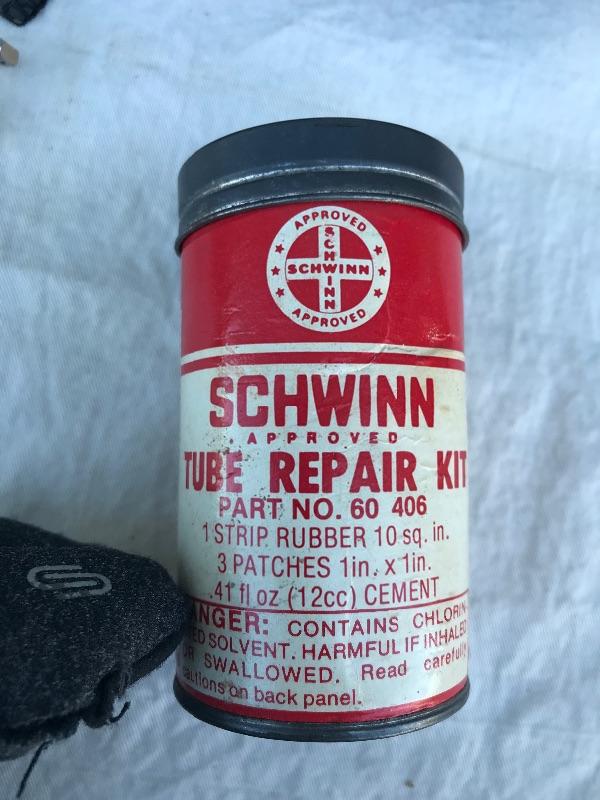 APPROVED
SCHWINN
SCHWINN
APPROVED
SCHWINN
APPROVED
TUBE REPAIR KIT
PART NO. 60 406
1 STRIP RUBBER 10 sq. in.
3 PATCHES 1in. x 1in.
.41 fl oz (12cc) CEMENT
ANGER: CONTAINS CHLORIN
ED SOLVENT. HARMFUL IF INHALED
OR SWALLOWED. Read carefully
autions on back panel.